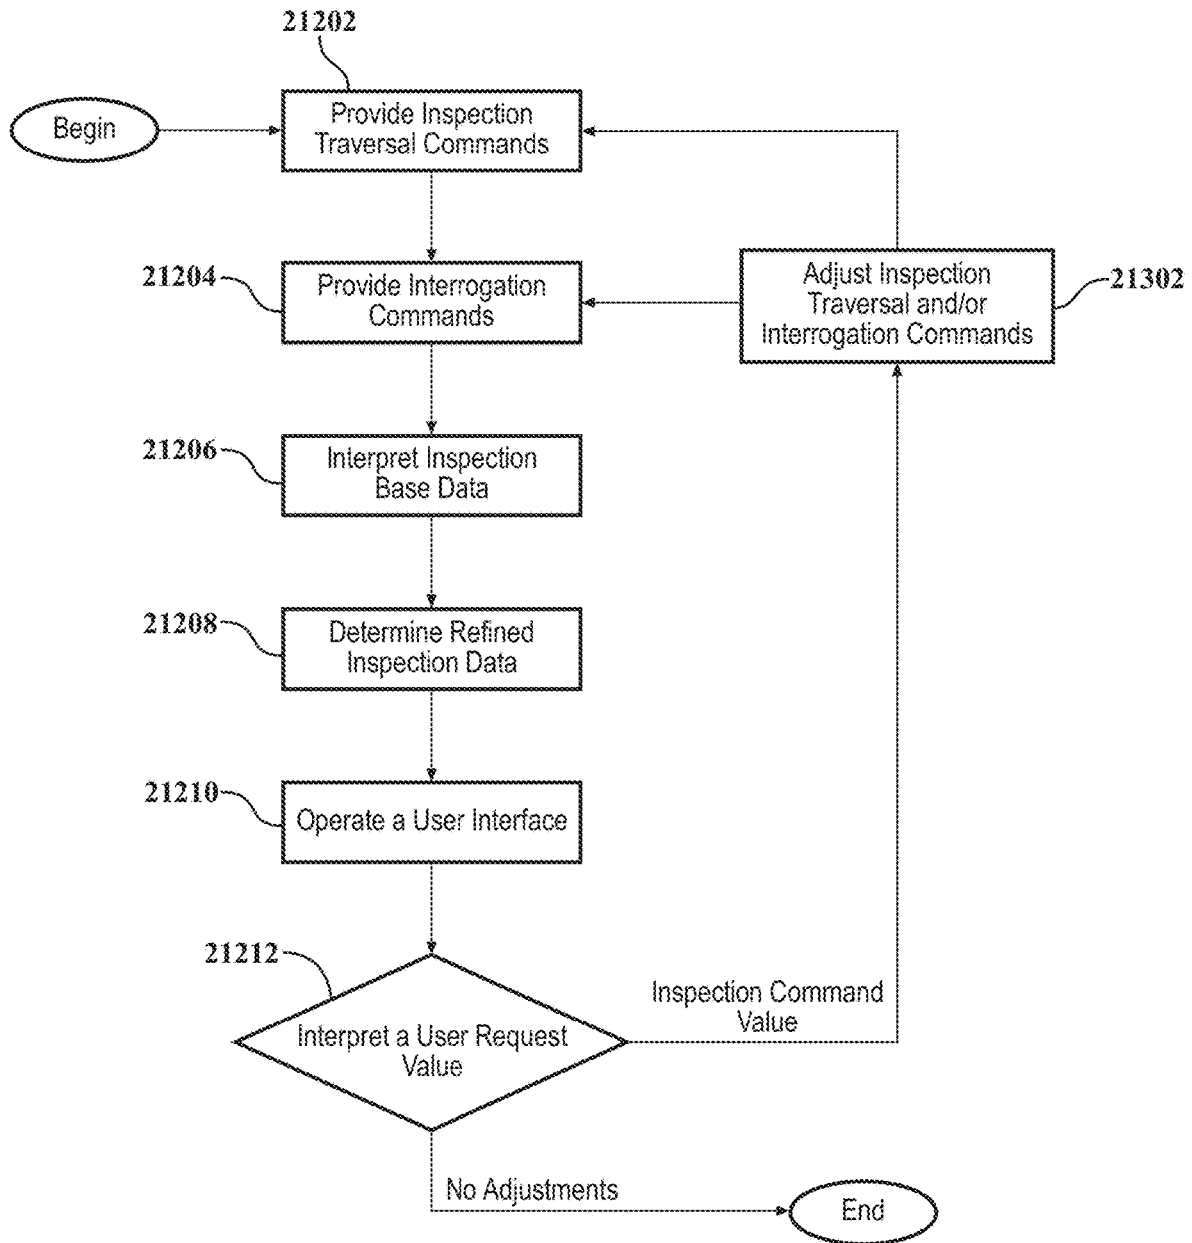 21202
Begin
Provide Inspection
Traversal Commands
21204
Provide Interrogation
Commands
Adjust Inspection
Traversal and/or
Interrogation Commands
21302
21206
Interpret Inspection
Base Data
21208
Determine Refined
Inspection Data
21210
Operate a User Interface
21212
Interpret a User Request
Value
Inspection Command
Value
No Adjustments
End